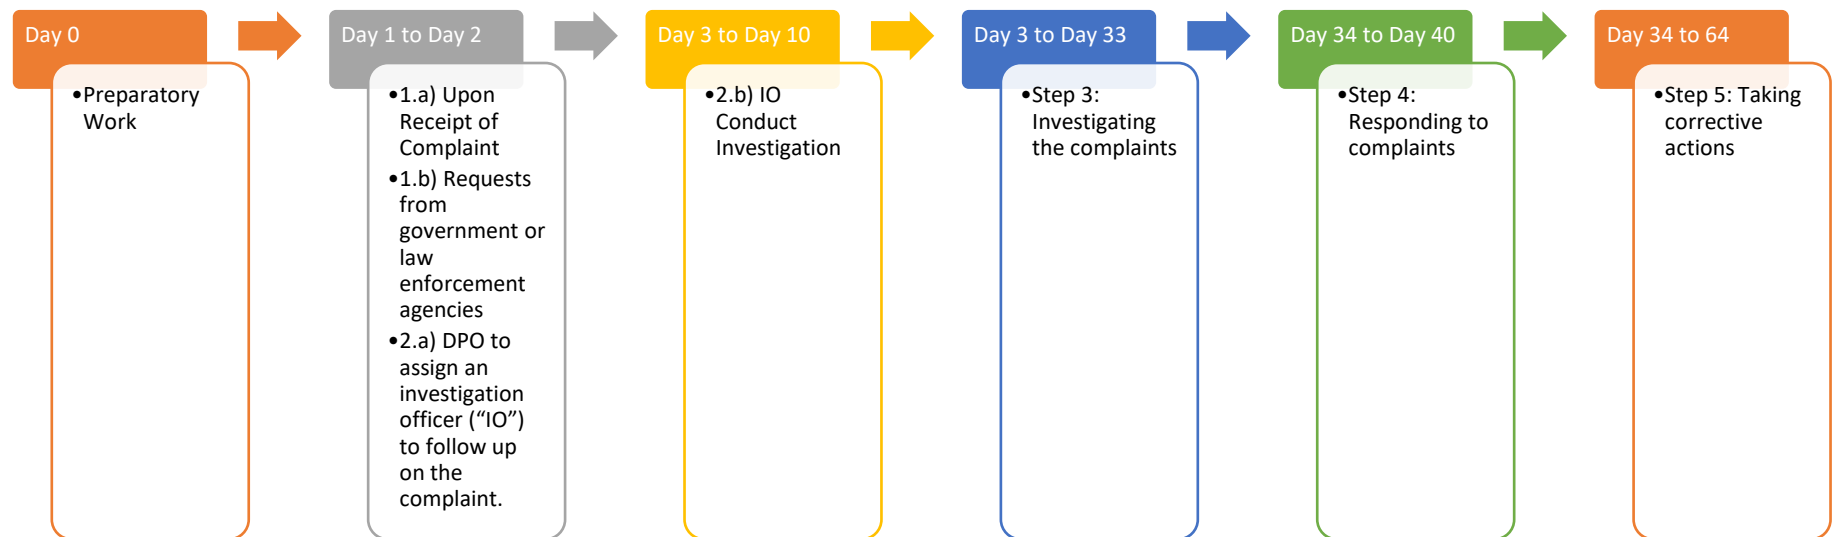 Day 0
•Preparatory
Work
Day 1 to Day 2
•1.a) Upon
Receipt of
Complaint
•1.b) Requests
from
government or
law
enforcement
agencies
•2.a) DPO to
assign an
investigation
officer (“IO”)
to follow up
on the
complaint.
Day 3 to Day 10
•2.b) IO
Conduct
Investigation
Day 3 to Day 33
•Step 3:
Investigating
the complaints
Day 34 to Day 40
•Step 4:
Responding to
complaints
Day 34 to 64
•Step 5: Taking
corrective
actions